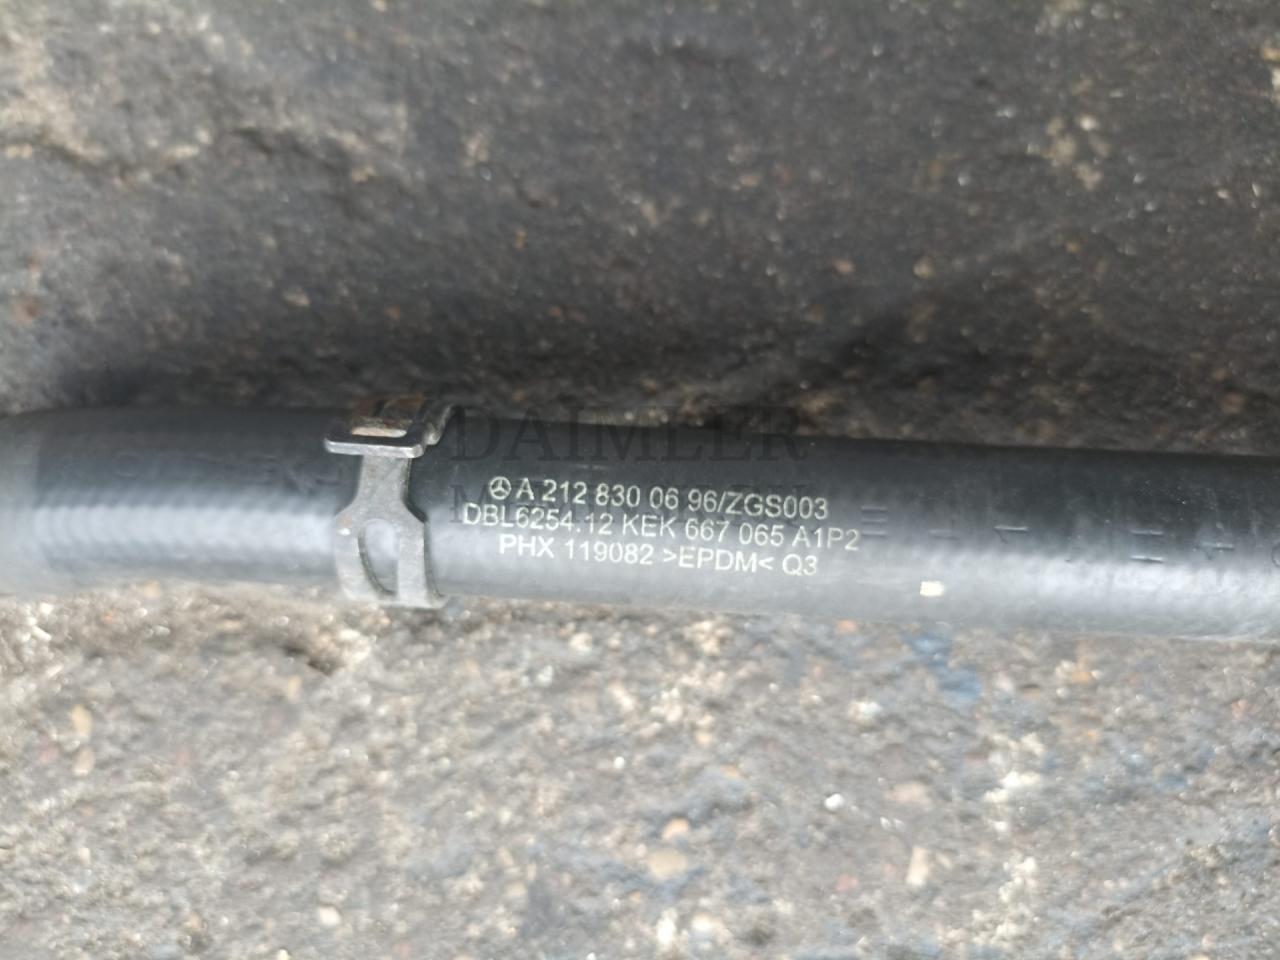 DAIMLER
A 212 830 06 96/ZGS003
DBL6254.12 KEK 667 065 A1P2
PHX 119082 >EPDM< Q3